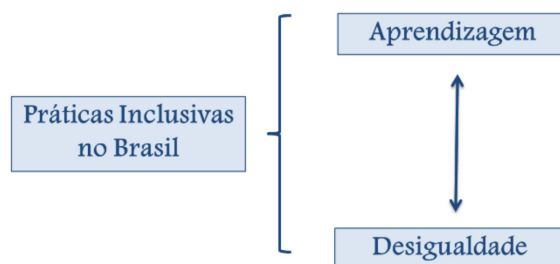 Aprendizagem
Práticas Inclusivas
no Brasil
Desigualdade